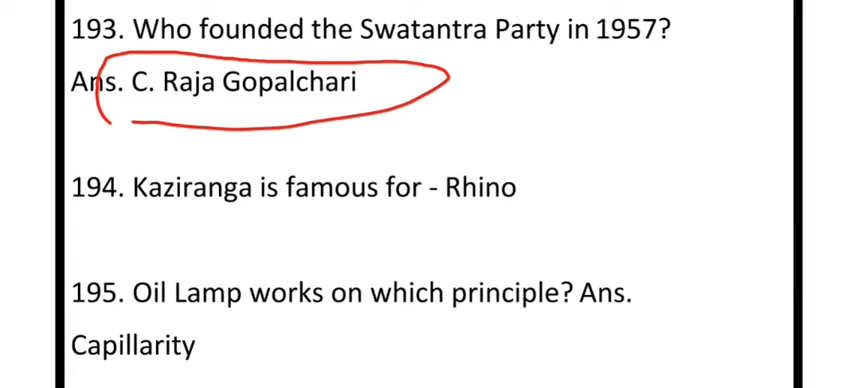 193. Who founded the Swatantra Party in 1957?
Ans. C. Raja Gopalchari
194. Kaziranga is famous for - Rhino
195. Oil Lamp works on which principle? Ans.
Capillarity